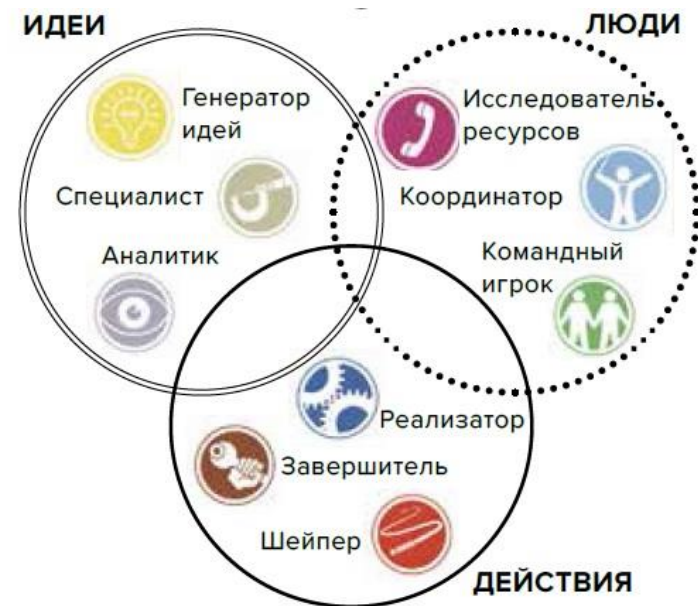 ИДЕИ
ЛЮДИ
Генератор
идей
Специалист
Аналитик
Исследователь
ресурсов
Координатор
Командный
игрок
Реализатор
Завершитель
Шейпер
ДЕЙСТВИЯ